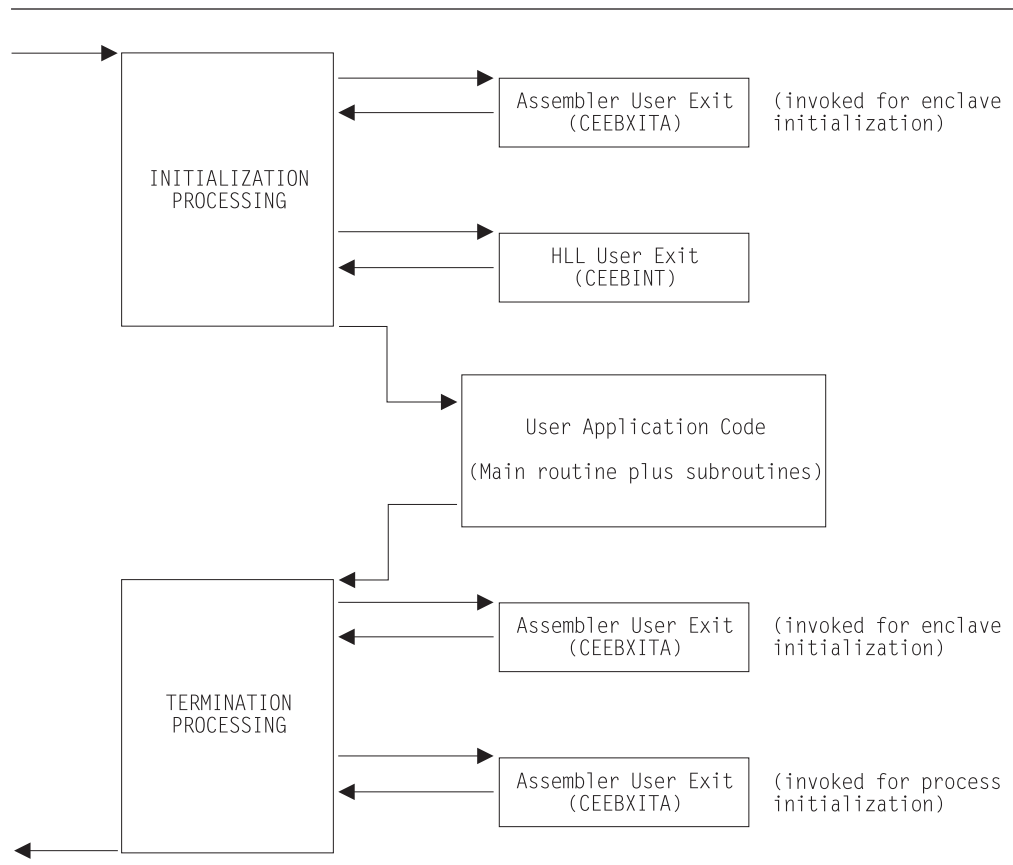 Assembler User Exit
(CEEBXITA)
(invoked for enclave
initialization)
INITIALIZATION
PROCESSING
HLL User Exit
(CEEBINT)
User Application Code
(Main routine plus subroutines)
Assembler User Exit
(CEEBXITA)
(invoked for enclave
initialization)
TERMINATION
PROCESSING
Assembler User Exit
(CEEBXITA)
(invoked for process
initialization)